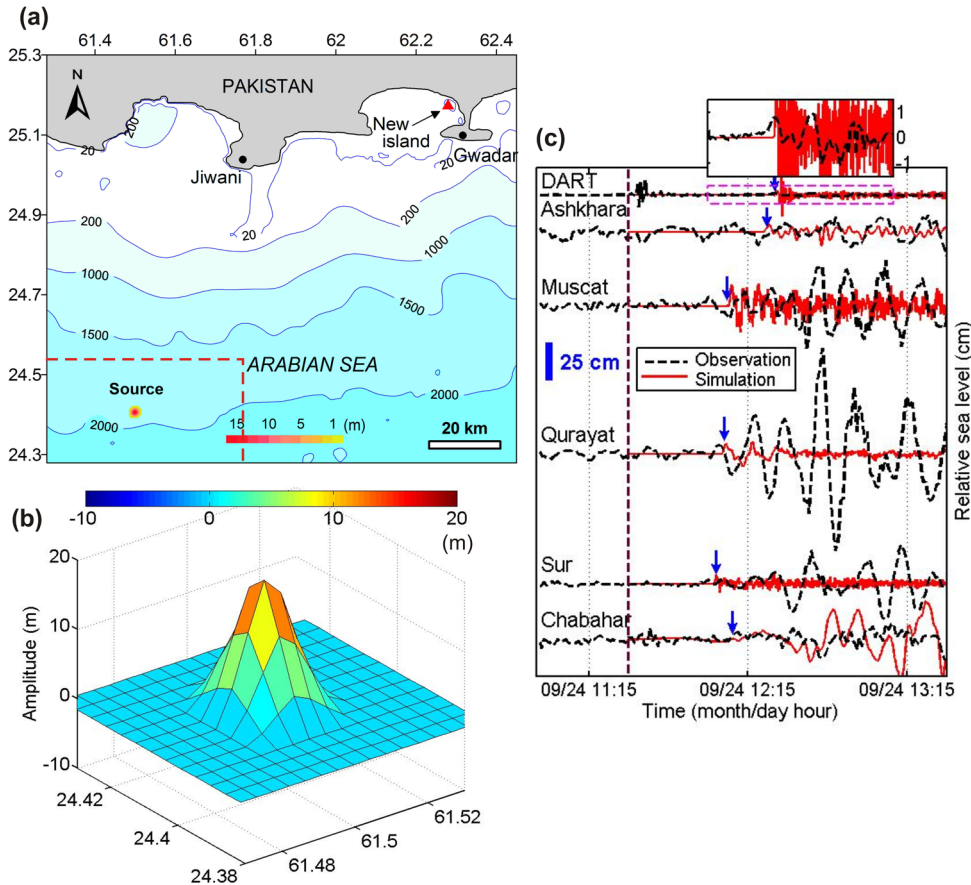 (a)
61.4 61.6 61.8 62 62.2 62.4
25.3
25.1
24.9
24.7
24.5
24.3
N
PAKISTAN
200
20
Jiwani
New
island
Gwadar
20
20
200
200
1000
1000
1500
1500
2000
2000
ARABIAN SEA
Source
15 10 5 1 (m)
20 km
(b)
-10 0 10 20
(m)
20
10
0
-10
Amplitude (m)
24.42
24.4
24.38
61.48
61.5
61.52
(c)
1
0
-1
DART
Ashkhara
Muscat
25 cm
Observation
Simulation
Qurayat
Sur
Chabahar
Relative sea level (cm)
09/24 11:15 09/24 12:15 09/24 13:15
Time (month/day hour)